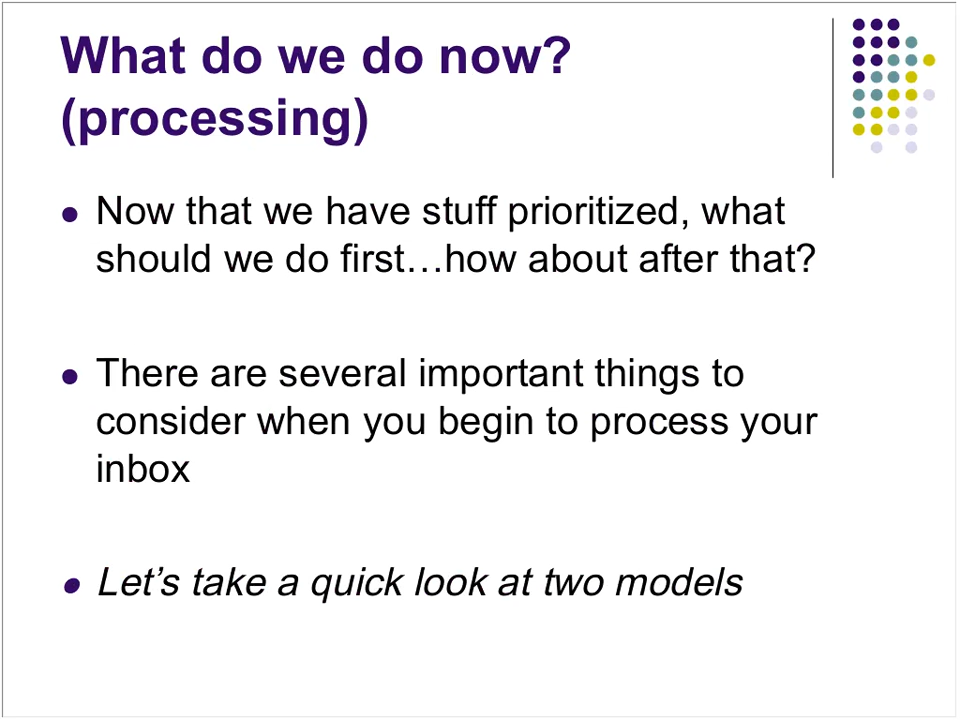 What do we do now?
(processing)
Now that we have stuff prioritized, what
should we do first…how about after that?
There are several important things to
consider when you begin to process your
inbox
Let’s take a quick look at two models